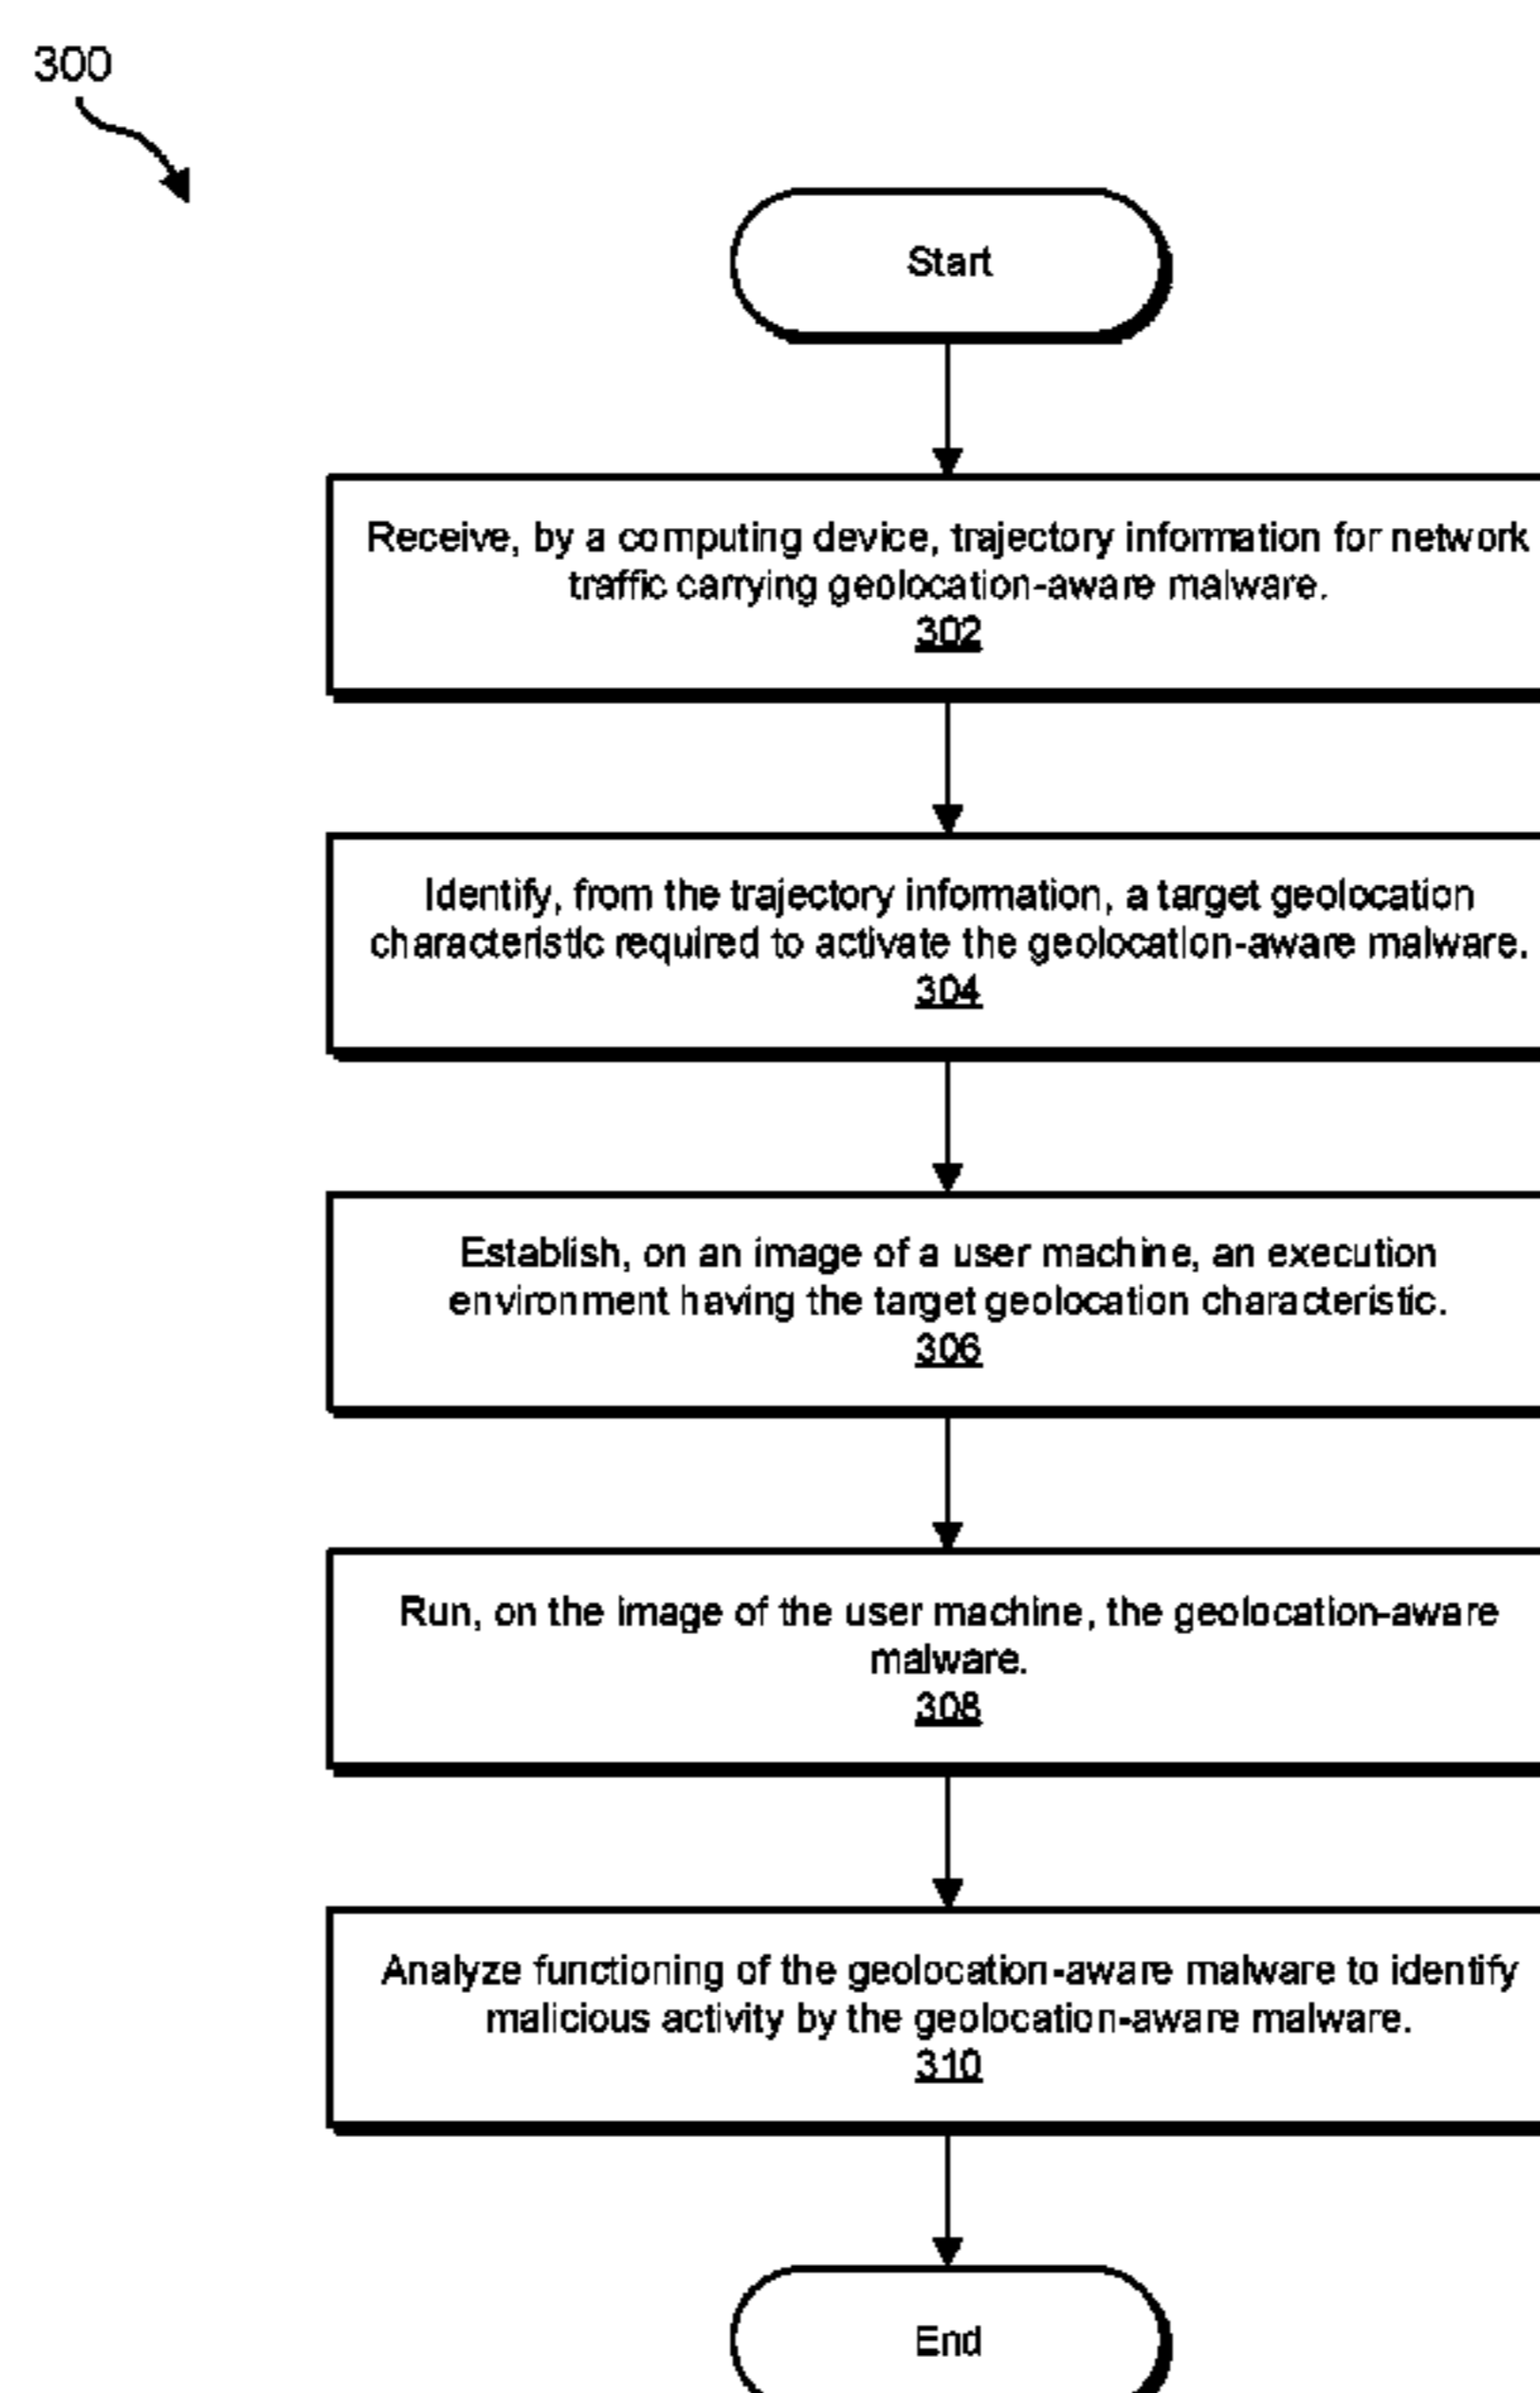 300
Start
Receive, by a computing device, trajectory information for network
traffic carrying geolocation-aware malware.
302
Identify, from the trajectory information, a target geolocation
characteristic required to activate the geolocation-aware malware.
304
Establish, on an image of a user machine, an execution
environment having the target geolocation characteristic.
306
Run, on the image of the user machine, the geolocation-aware
malware.
308
Analyze functioning of the geolocation-aware malware to identify
malicious activity by the geolocation-aware malware.
310
End